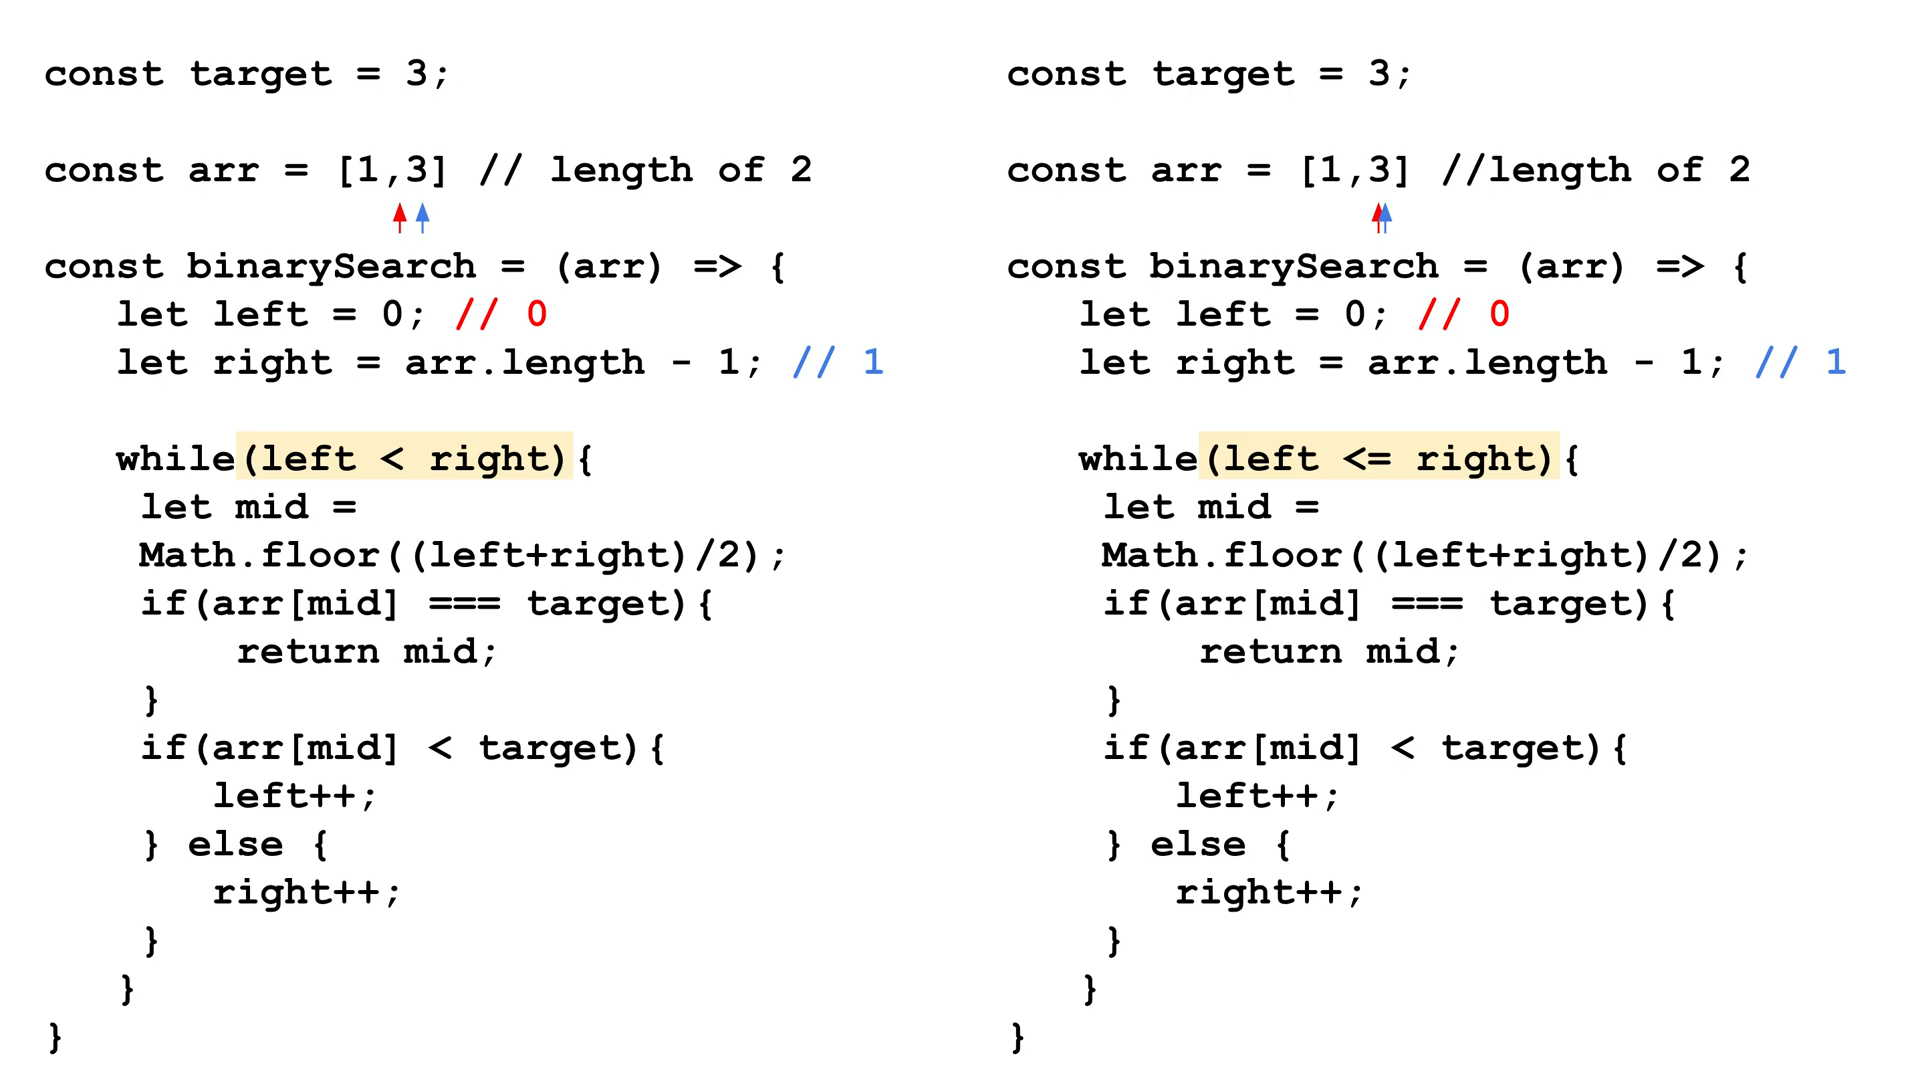 const target = 3;
const arr = [1,3] // length of 2
const binarySearch = (arr) => {
let left = 0; // 0
let right = arr.length - 1; // 1
while(left < right){
let mid =
Math.floor((left+right)/2);
if(arr[mid] === target){
return mid;
}
if(arr[mid] < target){
left++;
} else {
right++;
}
}
}
const target = 3;
const arr = [1,3] //length of 2
const binarySearch = (arr) => {
let left = 0; // 0
let right = arr.length - 1; // 1
while(left <= right){
let mid =
Math.floor((left+right)/2);
if(arr[mid] === target){
return mid;
}
if(arr[mid] < target){
left++;
} else {
right++;
}
}
}